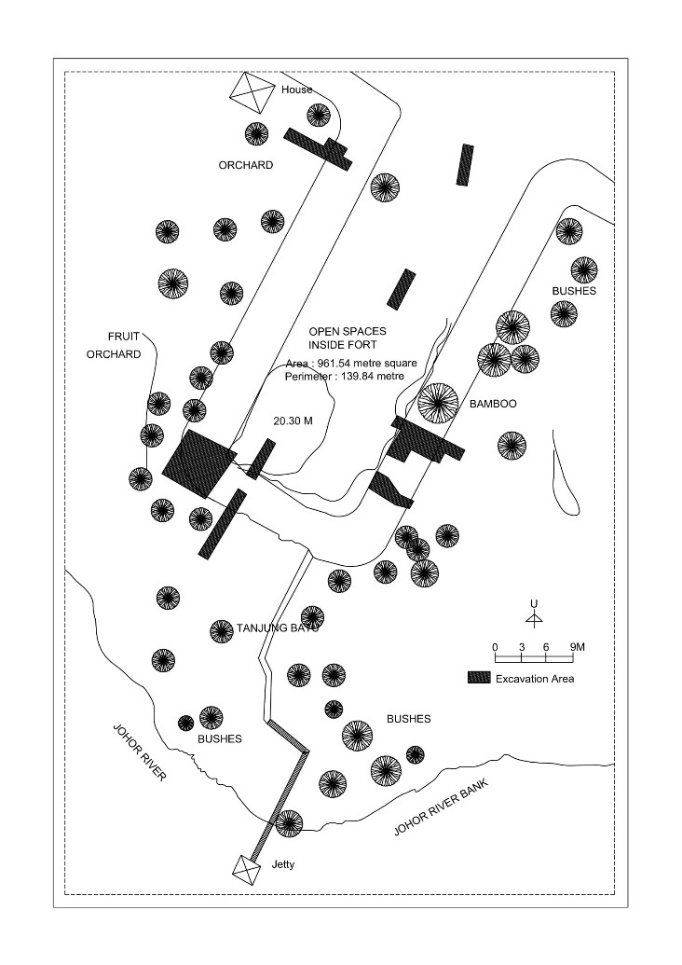 House
ORCHARD
BUSHES
FRUIT
ORCHARD
OPEN SPACES
INSIDE FORT
Area : 961.54 metre square
Perimeter : 139.84 metre
20.30 M
BAMBOO
U
0 3 6 9M
Excavation Area
TANJUNG BATU
BUSHES
BUSHES
JOHOR RIVER
JOHOR RIVER BANK
Jetty